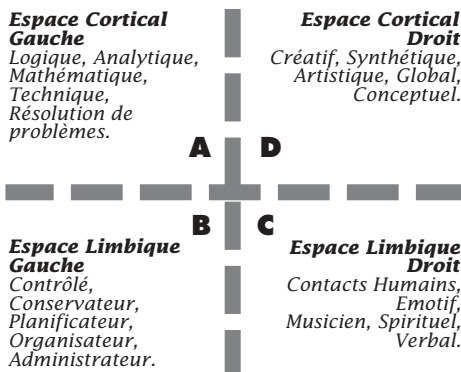 Espace Cortical
Gauche
Logique, Analytique,
Mathématique,
Technique,
Résolution de
problèmes.
Espace Cortical
Droit
Créatif, Synthétique,
Artistique, Global,
Conceptuel.
A
D
B
C
Espace Limbique
Gauche
Contrôlé,
Conservateur,
Planificateur,
Organisateur,
Administrateur.
Espace Limbique
Droit
Contacts Humains,
Emotif,
Musicien, Spirituel,
Verbal.